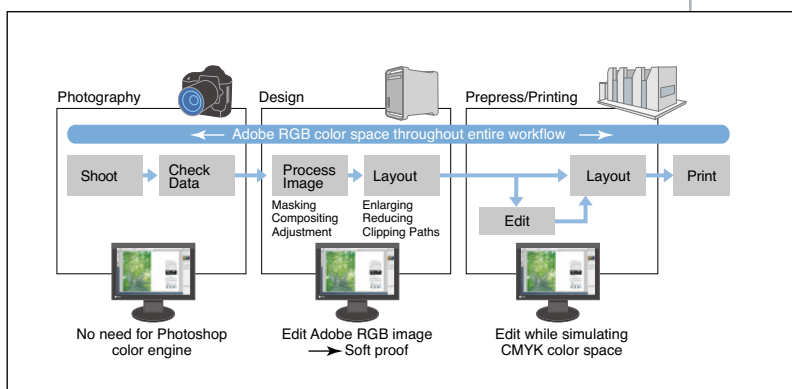 Photography
Design
Prepress/Printing
Adobe RGB color space throughout entire workflow
Shoot
Check
Data
Process
Image
Layout
Layout
Print
Masking
Compositing
Adjustment
Enlarging
Reducing
Clipping Paths
Edit
No need for Photoshop
color engine
Edit Adobe RGB image
Soft proof
Edit while simulating
CMYK color space